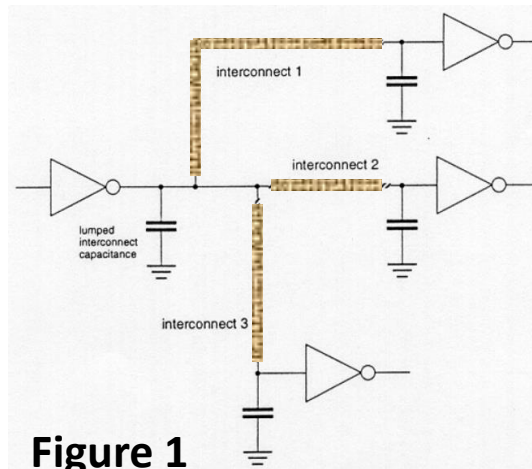 interconnect 1
interconnect 2
lumped
interconnect
capacitance
interconnect 3
Figure 1